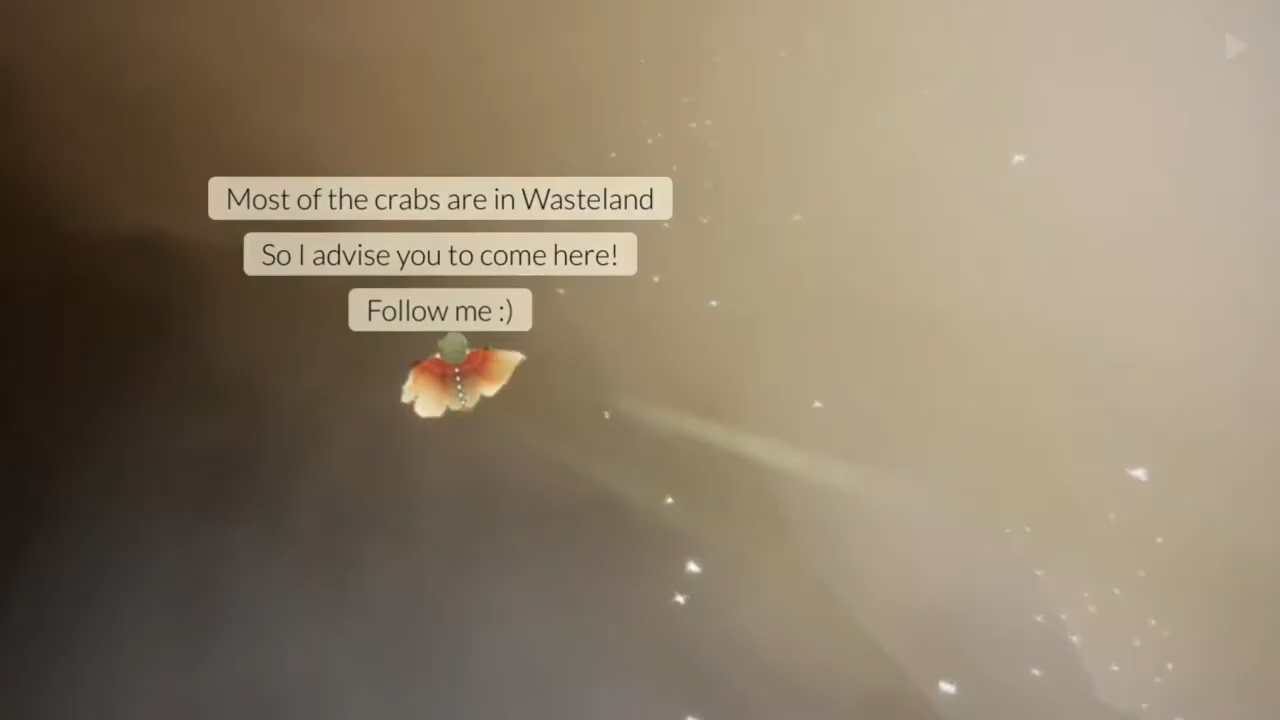 Most of the crabs are in Wasteland
So I advise you to come here!
Follow me :)